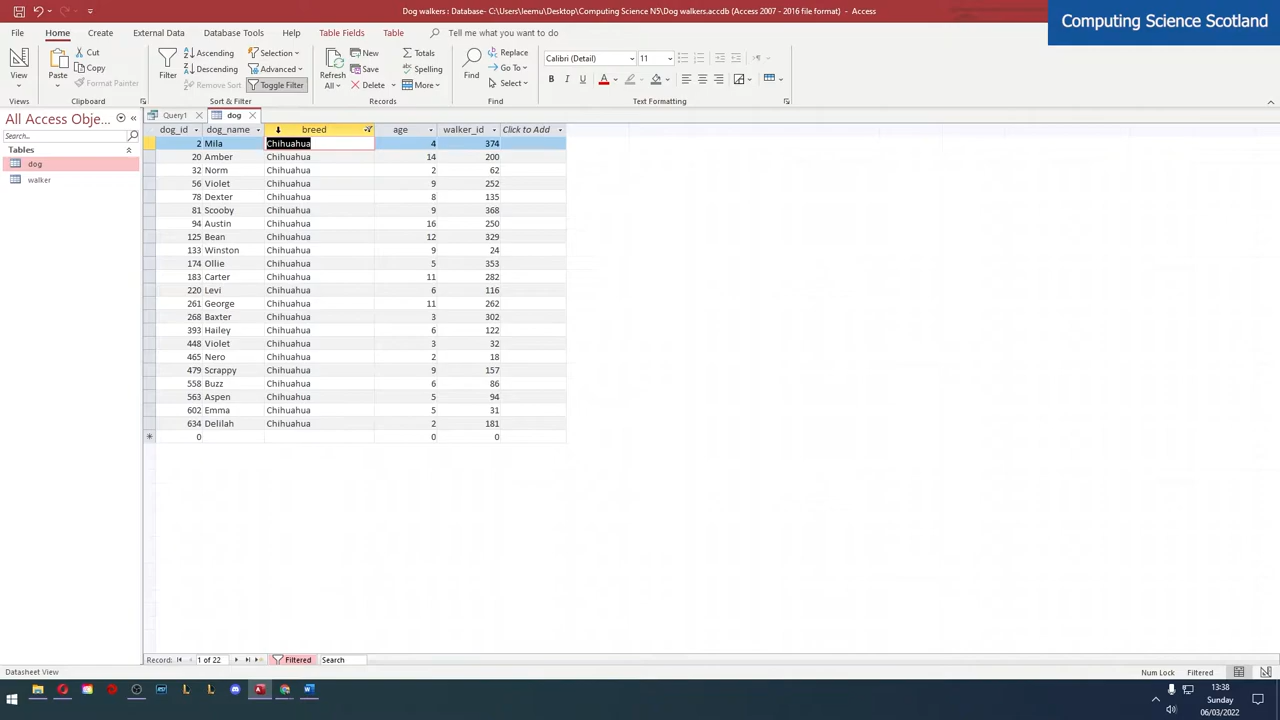 Dog walkers : Database- C:\Users\leemu\Desktop\Computing Science N5\Dog walkers.accdb (Access 2007 - 2016 file format) - Access
Computing Science Scotland
File Home Create External Data Database Tools Help Table Fields Table Tell me what you want to do
View
Views
Paste
Cut
Copy
Format Painter
Clipboard
Filter
Ascending
Descending
Remove Sort
Selection
Advanced
Toggle Filter
Sort & Filter
Refresh
All
New
Save
Delete
Totals
Spelling
More
Records
Find
Replace
Go To
Select
Find
Calibri (Detail) 11
B I U A
Text Formatting
All Access Obje...
Search...
Tables
dog
walker
Query1 dog
dog_id dog_name breed age walker_id Click to Add
2 Mila Chihuahua 4 374
20 Amber Chihuahua 14 200
32 Norm Chihuahua 2 62
56 Violet Chihuahua 9 252
78 Dexter Chihuahua 8 135
81 Scooby Chihuahua 9 368
94 Austin Chihuahua 16 250
125 Bean Chihuahua 12 329
133 Winston Chihuahua 9 24
174 Ollie Chihuahua 5 353
183 Carter Chihuahua 11 282
220 Levi Chihuahua 6 116
261 George Chihuahua 11 262
268 Baxter Chihuahua 3 302
393 Hailey Chihuahua 6 122
448 Violet Chihuahua 3 32
465 Nero Chihuahua 2 18
479 Scrappy Chihuahua 9 157
558 Buzz Chihuahua 6 86
563 Aspen Chihuahua 5 94
602 Emma Chihuahua 5 31
634 Delilah Chihuahua 2 181
* 0 0 0
Record: 1 of 22 Filtered Search
Datasheet View Num Lock Filtered
13:38
Sunday
06/03/2022